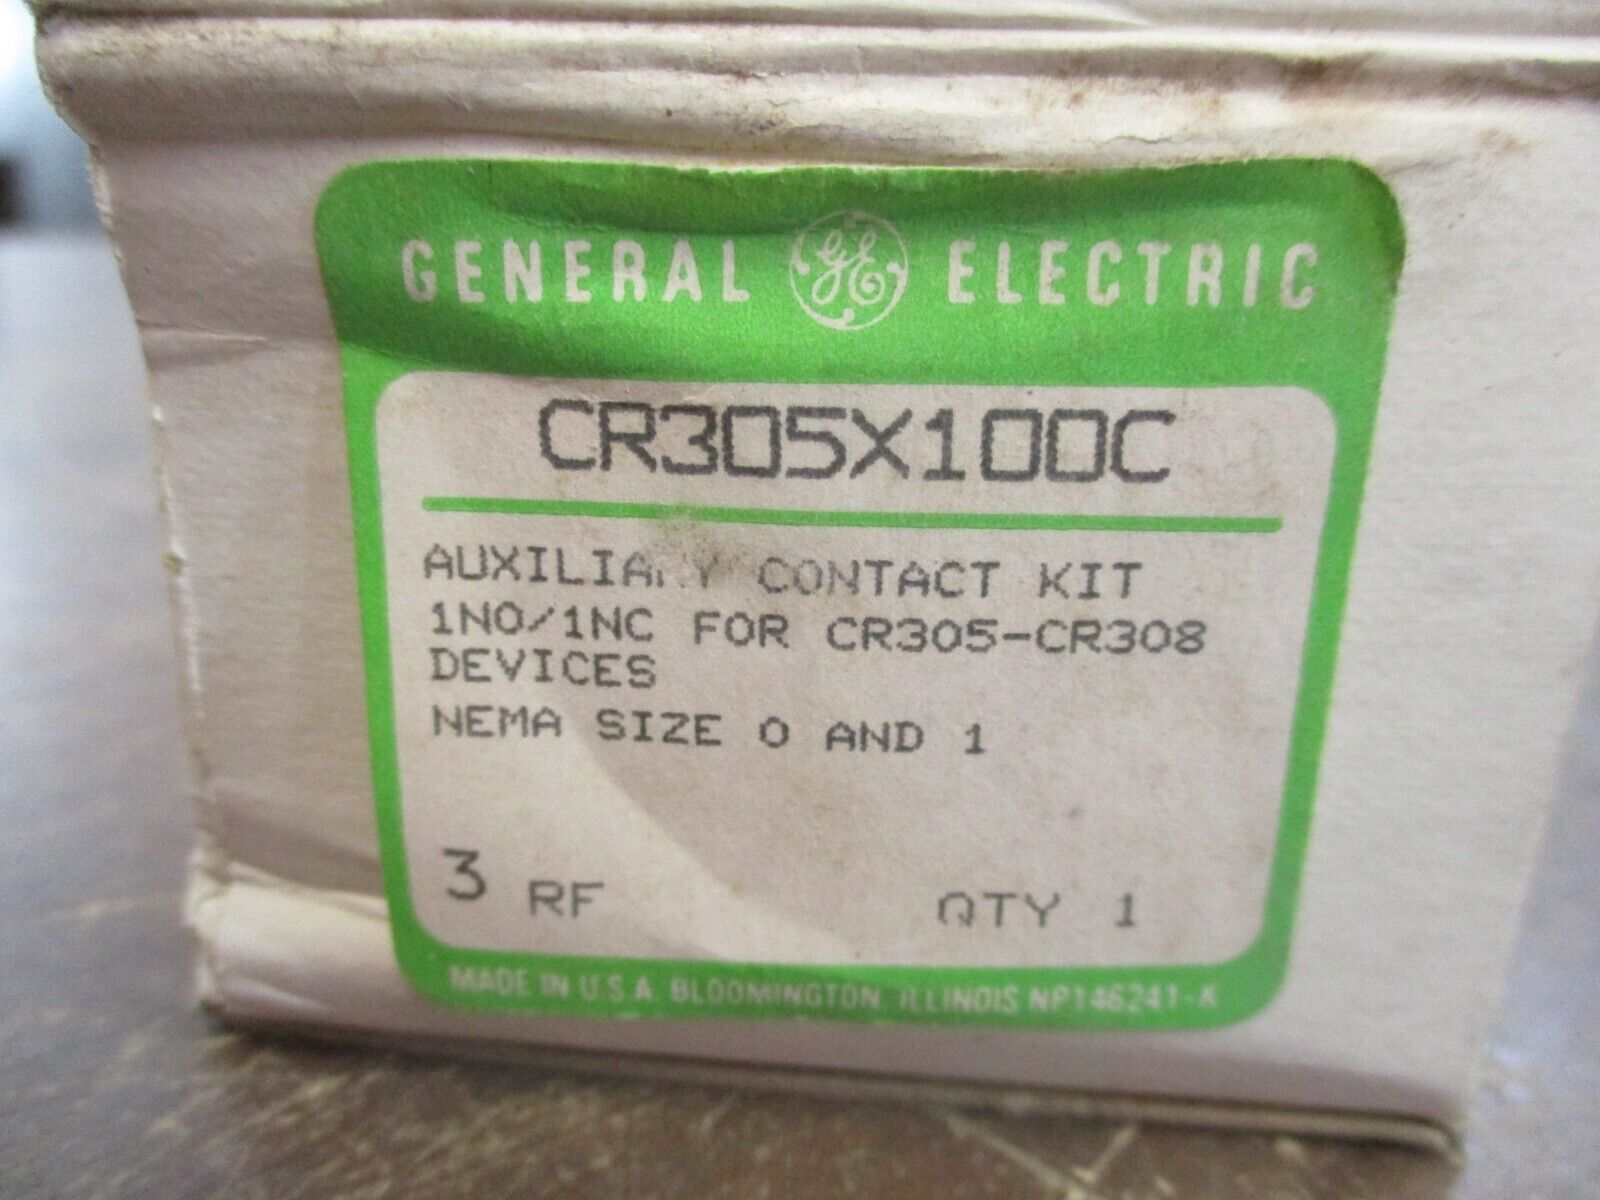 GENERAL GE ELECTRIC
CR305X100C
AUXILIARY CONTACT KIT
1NO/1NC FOR CR305-CR308
DEVICES
NEMA SIZE 0 AND 1
3 RF QTY 1
MADE IN U.S.A. BLOOMINGTON, ILLINOIS NP146241-K